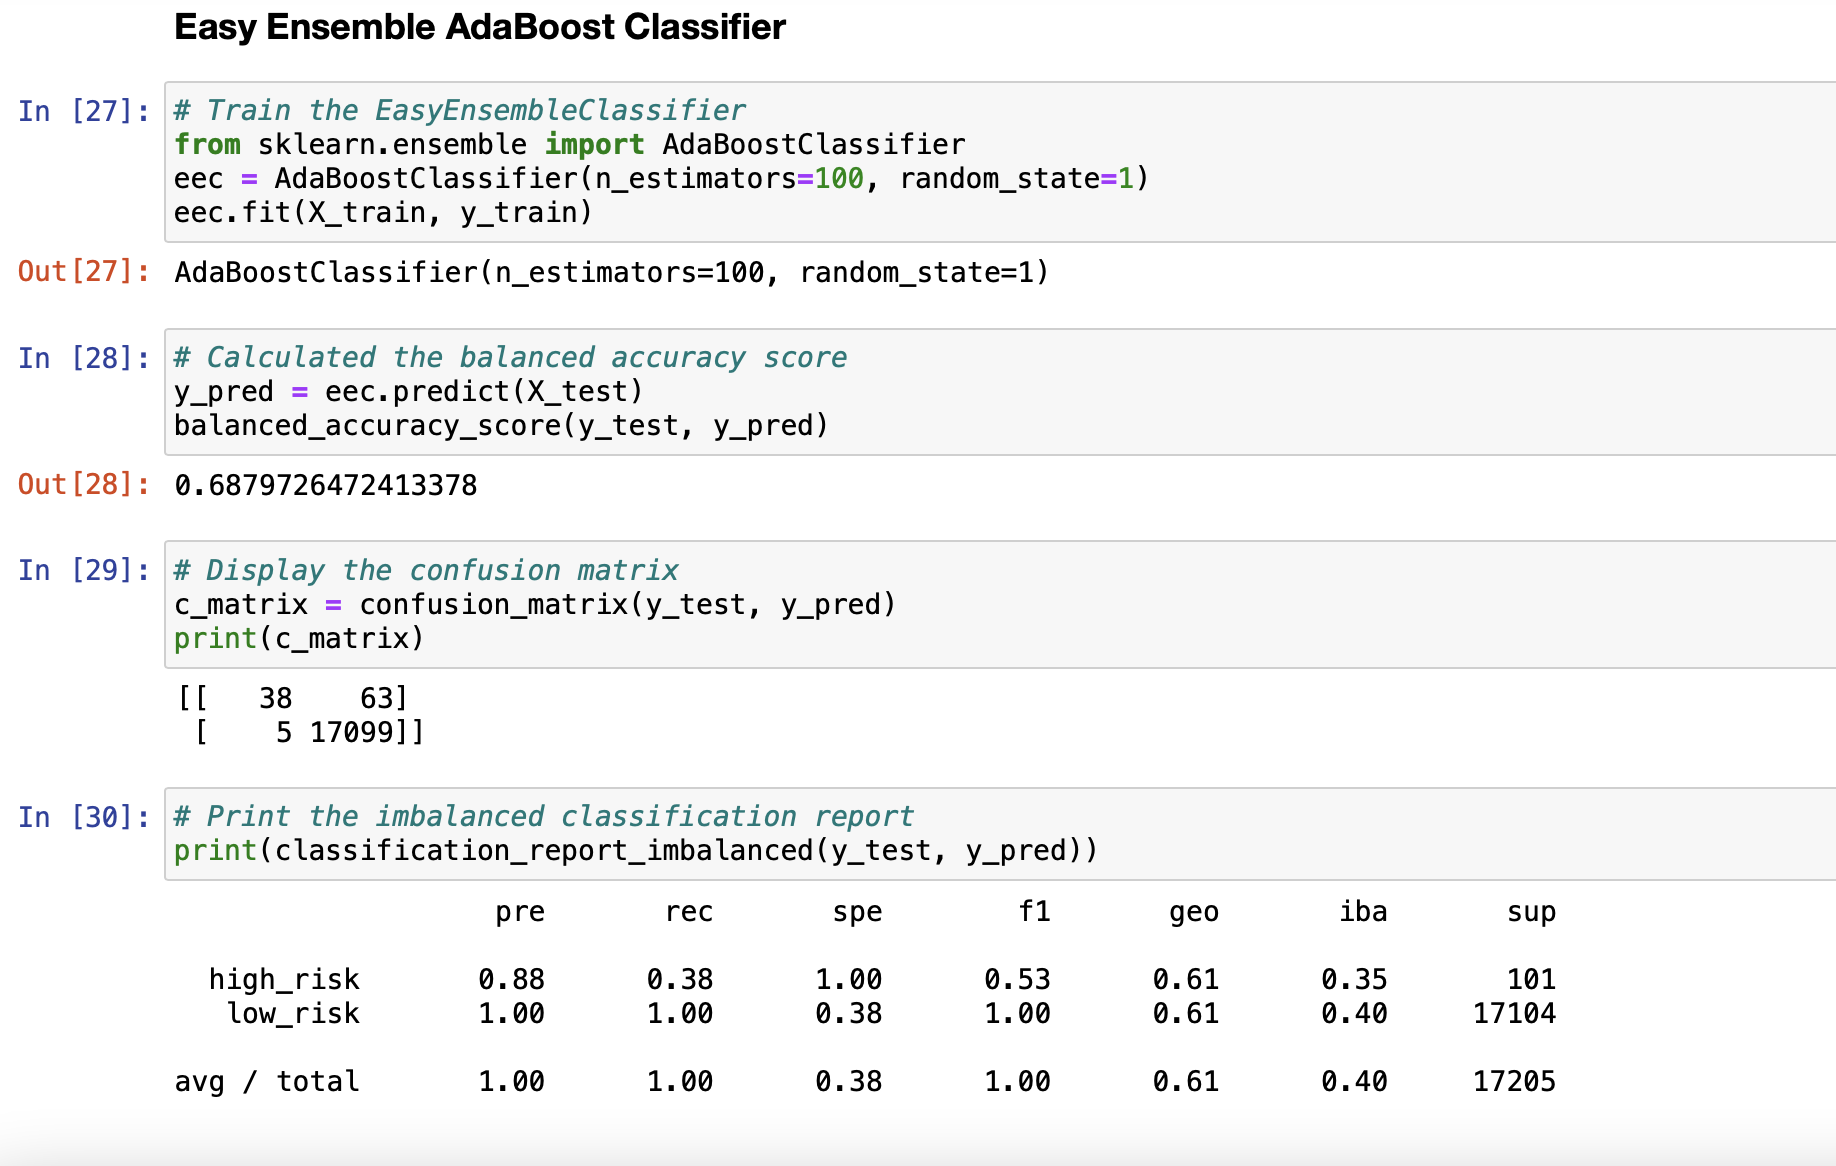 Easy Ensemble AdaBoost Classifier
In [27]: # Train the EasyEnsembleClassifier
from sklearn.ensemble import AdaBoostClassifier
eec = AdaBoostClassifier(n_estimators=100, random_state=1)
eec.fit(X_train, y_train)
Out[27]: AdaBoostClassifier(n_estimators=100, random_state=1)
In [28]: # Calculated the balanced accuracy score
y_pred = eec.predict(X_test)
balanced_accuracy_score(y_test, y_pred)
Out[28]: 0.6879726472413378
In [29]: # Display the confusion matrix
c_matrix = confusion_matrix(y_test, y_pred)
print(c_matrix)
[[   38    63]
 [    5 17099]]
In [30]: # Print the imbalanced classification report
print(classification_report_imbalanced(y_test, y_pred))
pre rec spe f1 geo iba sup
high_risk 0.88 0.38 1.00 0.53 0.61 0.35 101
low_risk 1.00 1.00 0.38 1.00 0.61 0.40 17104
avg / total 1.00 1.00 0.38 1.00 0.61 0.40 17205